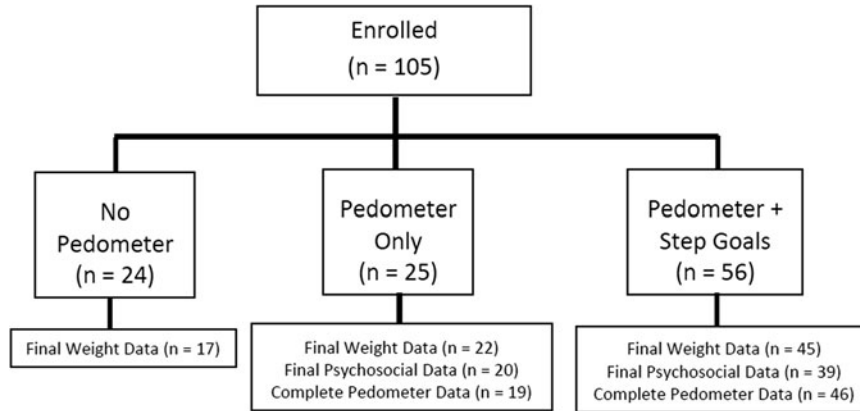 Enrolled
(n = 105)
No
Pedometer
(n = 24)
Pedometer
Only
(n = 25)
Pedometer +
Step Goals
(n = 56)
Final Weight Data (n = 17)
Final Weight Data (n = 22)
Final Psychosocial Data (n = 20)
Complete Pedometer Data (n = 19)
Final Weight Data (n = 45)
Final Psychosocial Data (n = 39)
Complete Pedometer Data (n = 46)